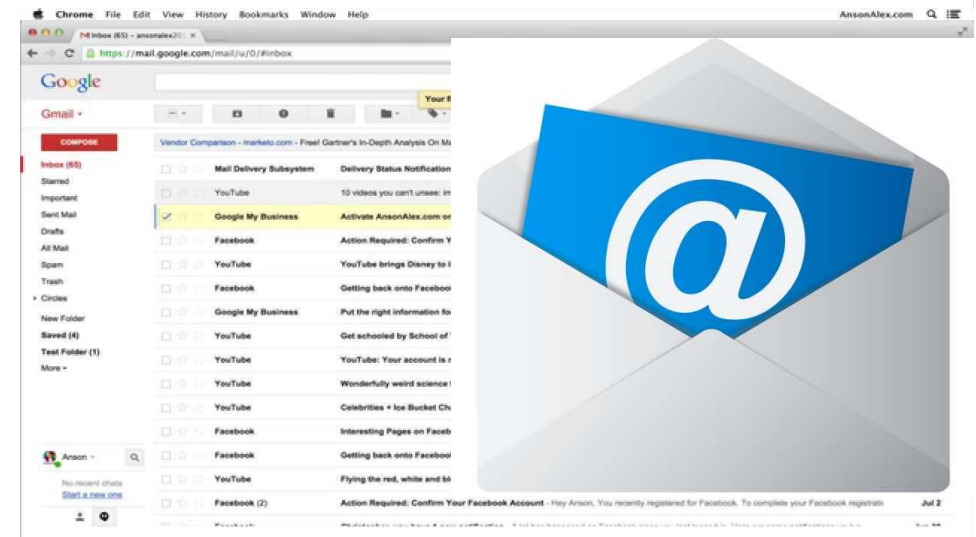 Chrome File Edit View History Bookmarks Window Help AnsonAlex.com
Inbox (65) - ansonalex20
https://mail.google.com/mail/u/0/#inbox
Google
Your
Gmail
COMPOSE
Vendor Comparison - marketo.com - Free! Gartner's In-Depth Analysis On Ma
Inbox (65)
Starred
Important
Sent Mail
Drafts
All Mail
Spam
Trash
Circles
New Folder
Saved (4)
Test Folder (1)
More
Mail Delivery Subsystem Delivery Status Notification
YouTube 10 videos you can't unsee: im
Google My Business Activate AnsonAlex.com on
Facebook Action Required: Confirm Y
YouTube YouTube brings Disney to
Facebook Getting back onto Facebook
Google My Business Put the right information fo
YouTube Get schooled by School of
YouTube YouTube: Your account is
YouTube Wonderfully weird science
YouTube Celebrities + Ice Bucket Ch
Facebook Interesting Pages on Faceb
Facebook Getting back onto Facebook
YouTube Flying the red, white and bl
Facebook (2) Action Required: Confirm Your Facebook Account - Hey Anson, You recently registered for Facebook. To complete your Facebook registratio Jul 2
Anson
No recent chats
Start a new one
@